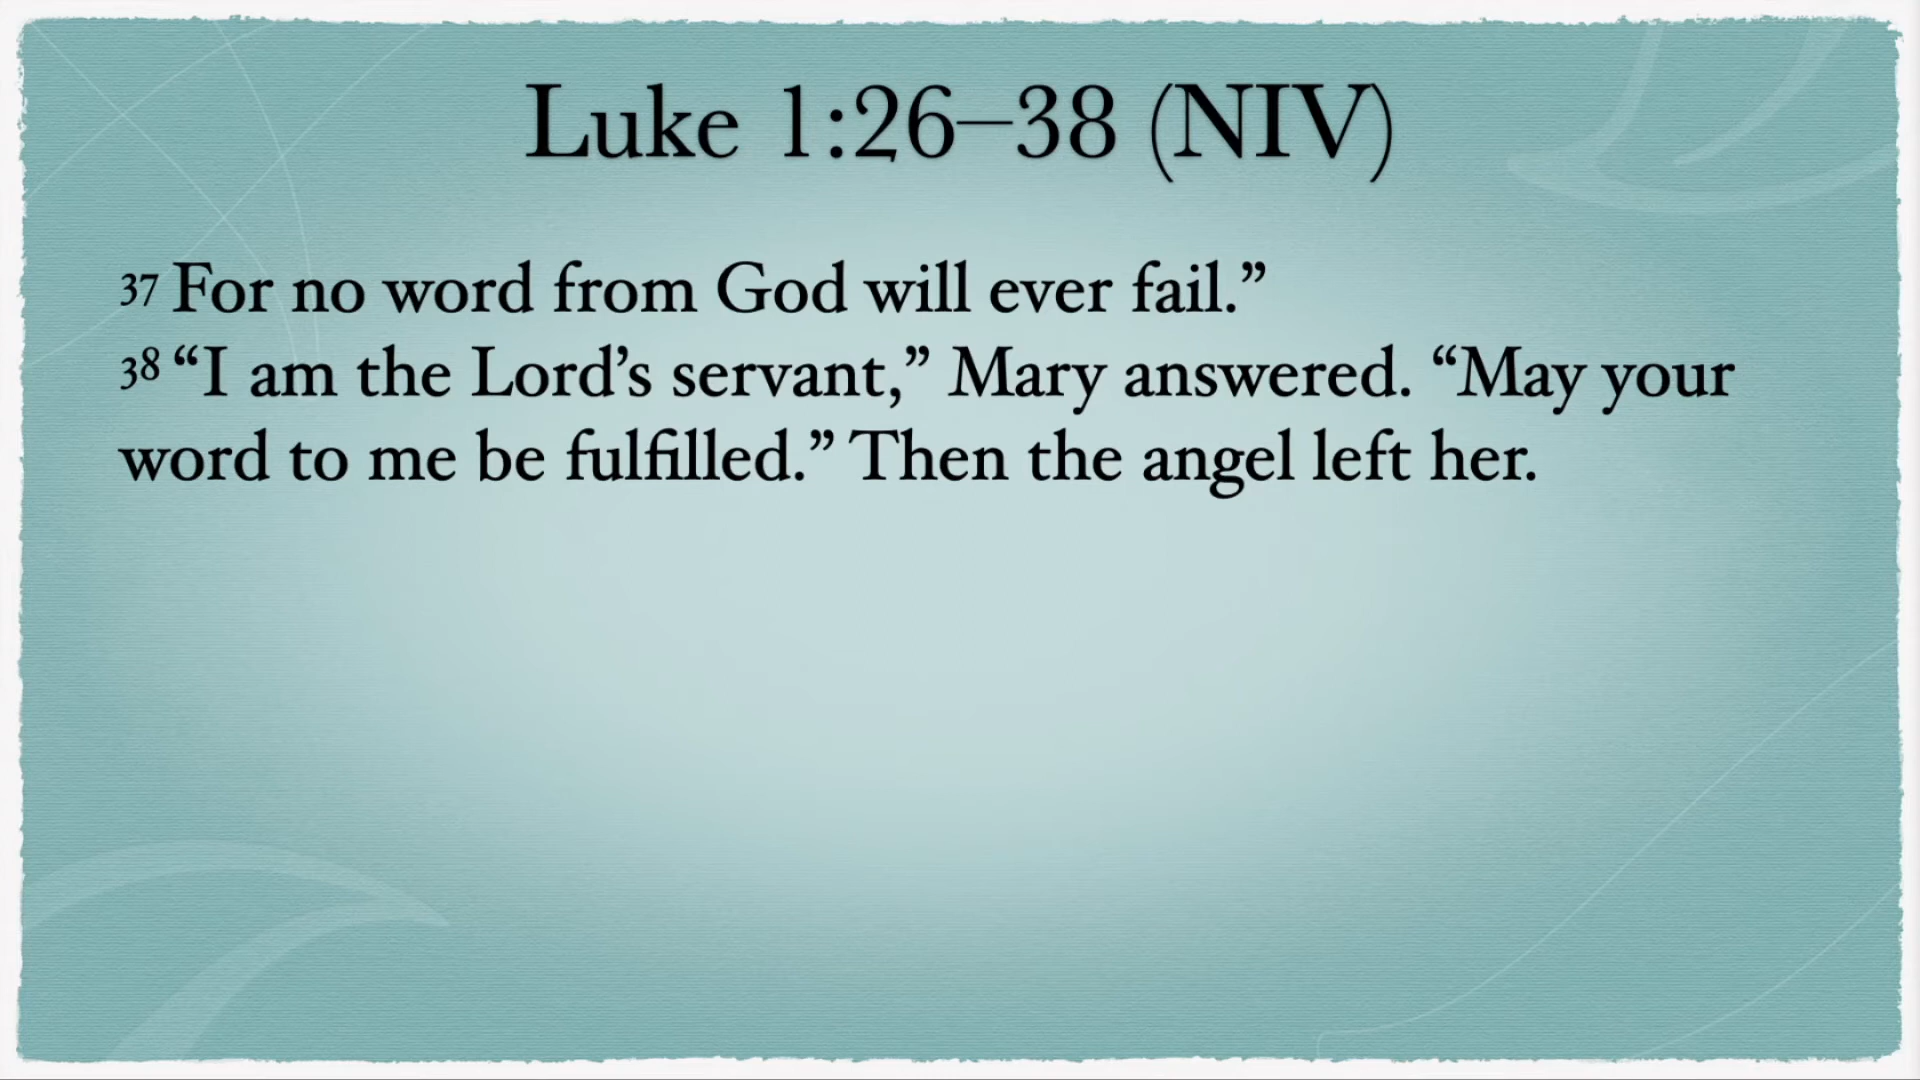 Luke 1:26–38 (NIV)
37 For no word from God will ever fail.”
38 “I am the Lord’s servant,” Mary answered. “May your
word to me be fulfilled.” Then the angel left her.